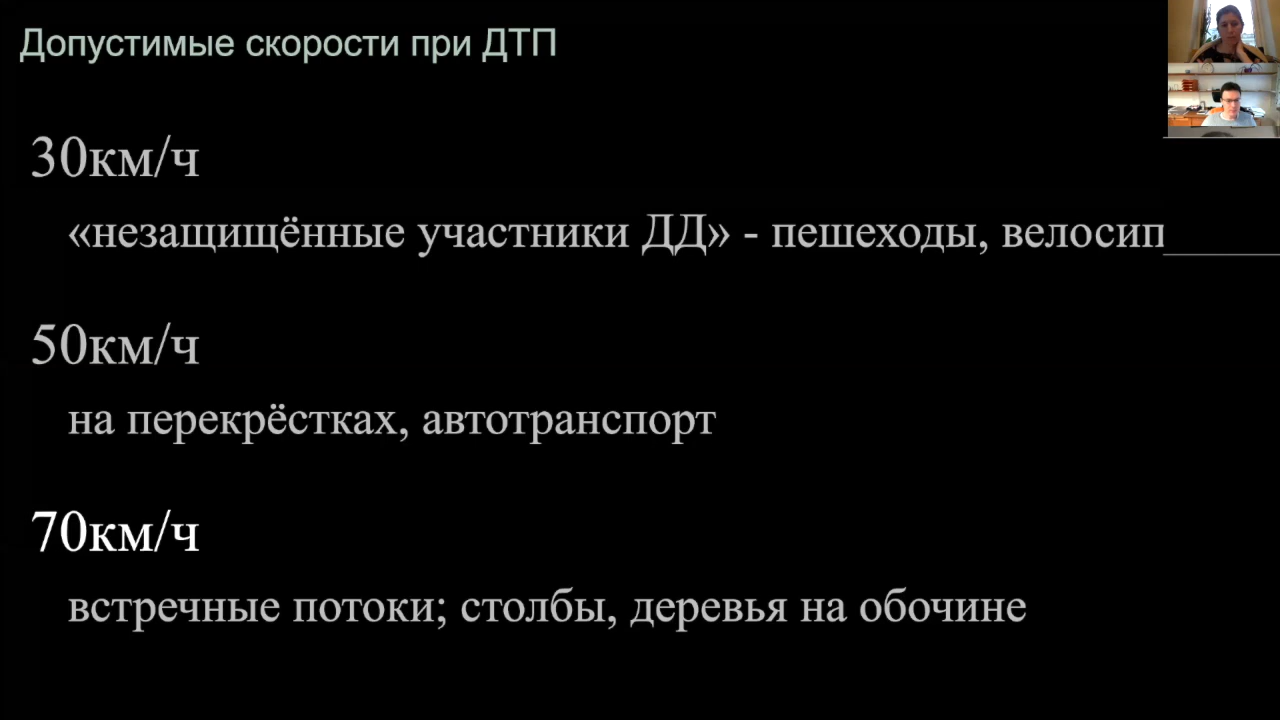 Допустимые скорости при ДТП
30км/ч
«незащищённые участники ДД» - пешеходы, велосип
50км/ч
на перекрёстках, автотранспорт
70км/ч
встречные потоки; столбы, деревья на обочине